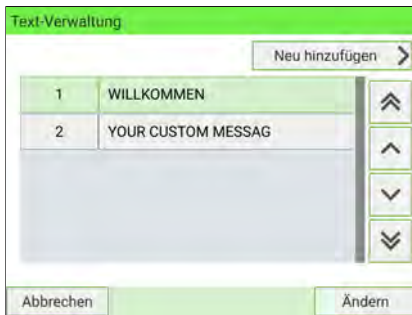 Text-Verwaltung
Neu hinzufügen
1 WILLKOMMEN
2 YOUR CUSTOM MESSAG
Abbrechen Ändern